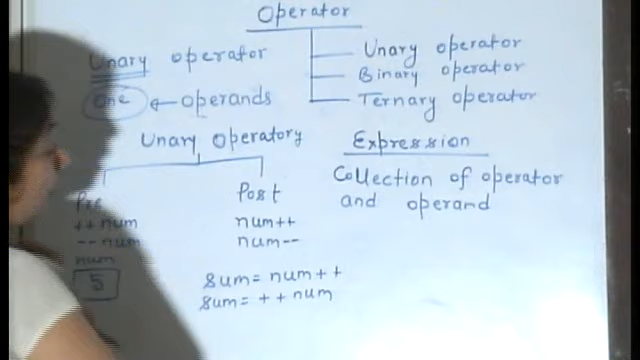 Operator
Unary operator
Binary operator
Ternary operator
Unary operator
One ← operands
Unary Operatory
Pre
++num
--num
num
5
Post
num++
num--
sum = num++
sum = ++num
Expression
Collection of operator
and operand